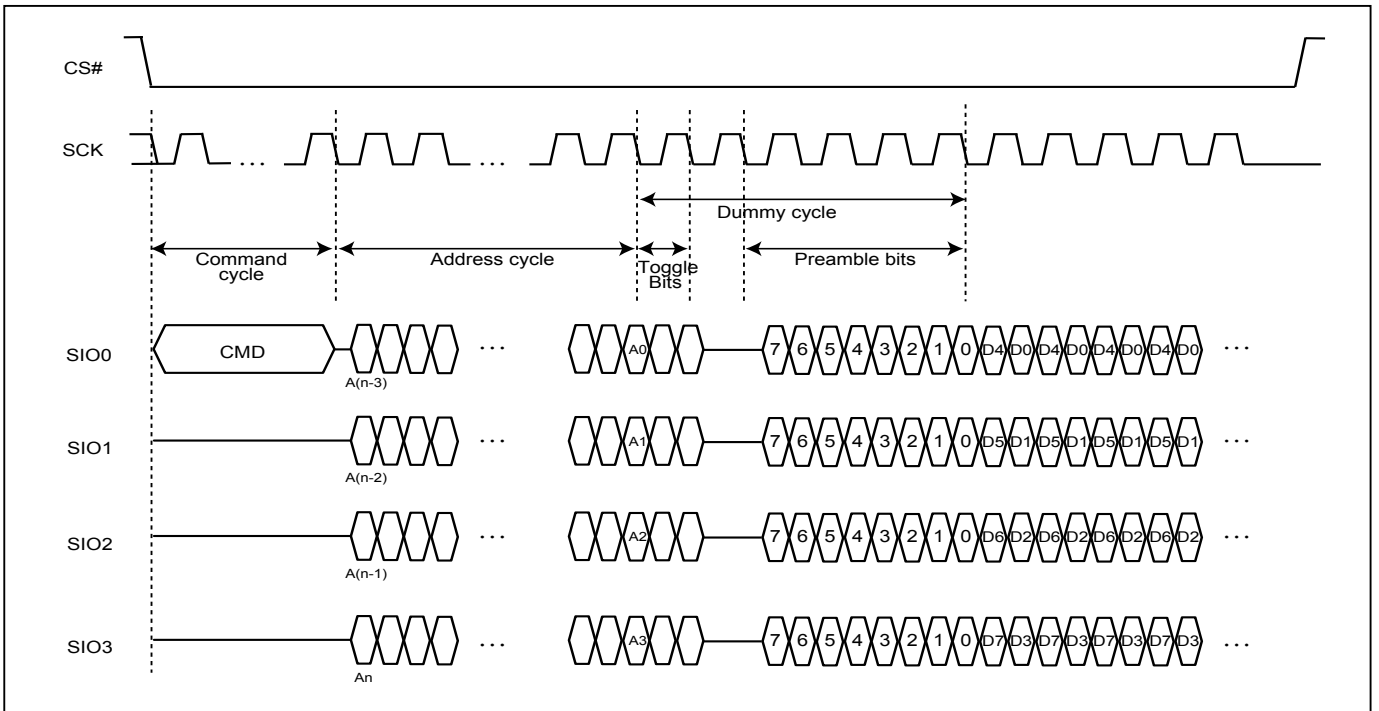 CS#
SCK
...
...
Dummy cycle
Command
cycle
Address cycle
Toggle
Bits
Preamble bits
SIO0
CMD
...
A0
7 6 5 4 3 2 1 0 D4 D0 D4 D0 D4 D0 D4 D0
...
A(n-3)
SIO1
...
A1
7 6 5 4 3 2 1 0 D5 D1 D5 D1 D5 D1 D5 D1
...
A(n-2)
SIO2
...
A2
7 6 5 4 3 2 1 0 D6 D2 D6 D2 D6 D2 D6 D2
...
A(n-1)
SIO3
...
A3
7 6 5 4 3 2 1 0 D7 D3 D7 D3 D7 D3 D7 D3
...
An